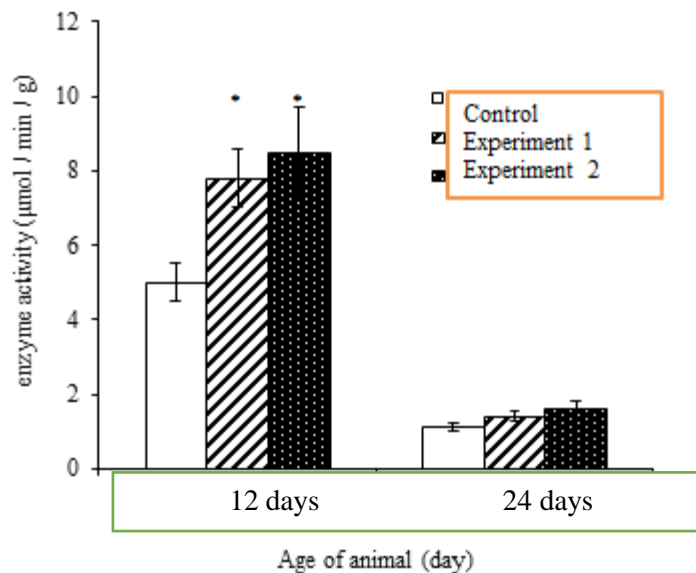 12
10
8
6
4
2
0
enzyme activity (μmol / min / g)
* *
Control
Experiment 1
Experiment 2
12 days 24 days
Age of animal (day)